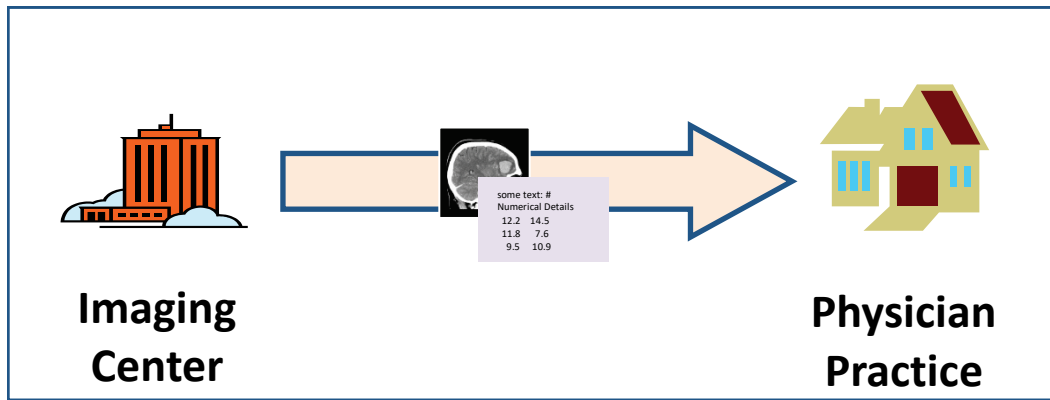 some text: #
Numerical Details
12.2 14.5
11.8 7.6
9.5 10.9
Imaging
Center
Physician
Practice